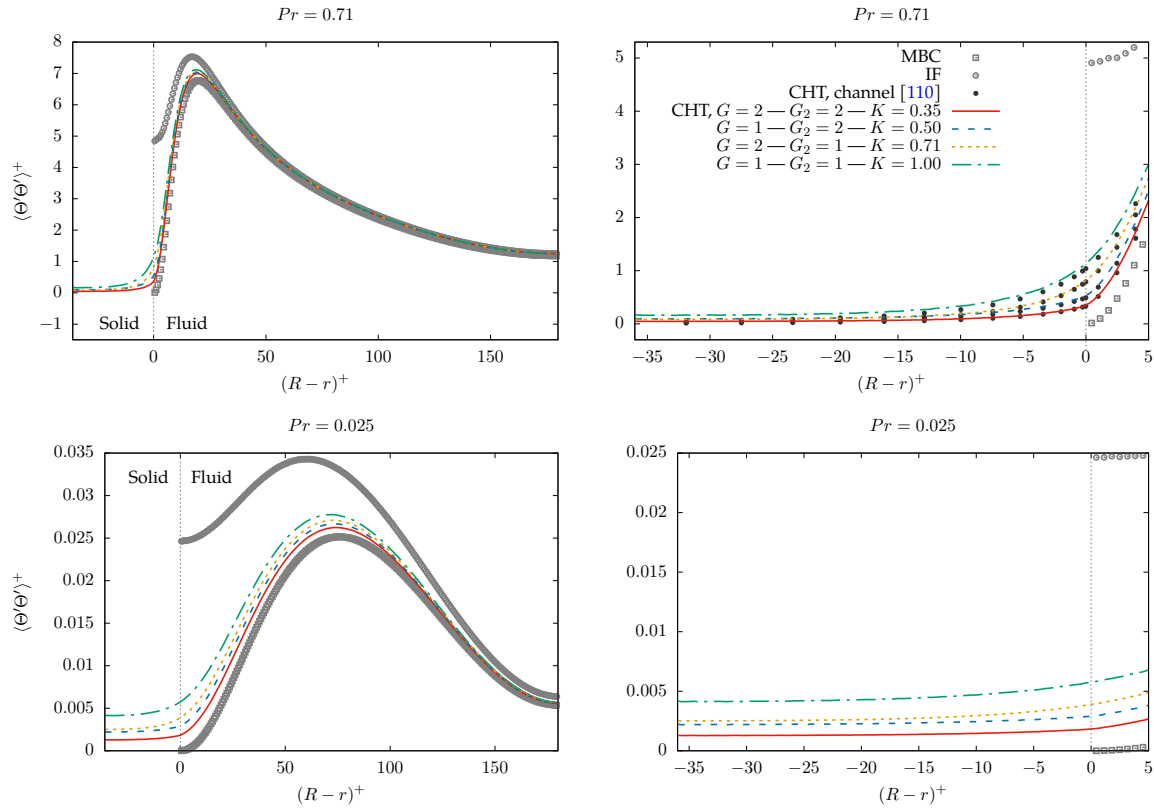 Pr = 0.71
⟨Θ′Θ′⟩⁺
8
7
6
5
4
3
2
1
0
−1
Solid
Fluid
0
50
100
150
(R − r)⁺
Pr = 0.71
MBC
IF
CHT, channel [110]
CHT, G = 2 — G₂ = 2 — K = 0.35
G = 1 — G₂ = 2 — K = 0.50
G = 2 — G₂ = 1 — K = 0.71
G = 1 — G₂ = 1 — K = 1.00
5
4
3
2
1
0
−35
−30
−25
−20
−15
−10
−5
0
5
(R − r)⁺
Pr = 0.025
⟨Θ′Θ′⟩⁺
Solid
Fluid
0.035
0.03
0.025
0.02
0.015
0.01
0.005
0
0
50
100
150
(R − r)⁺
Pr = 0.025
0.025
0.02
0.015
0.01
0.005
0
−35
−30
−25
−20
−15
−10
−5
0
5
(R − r)⁺